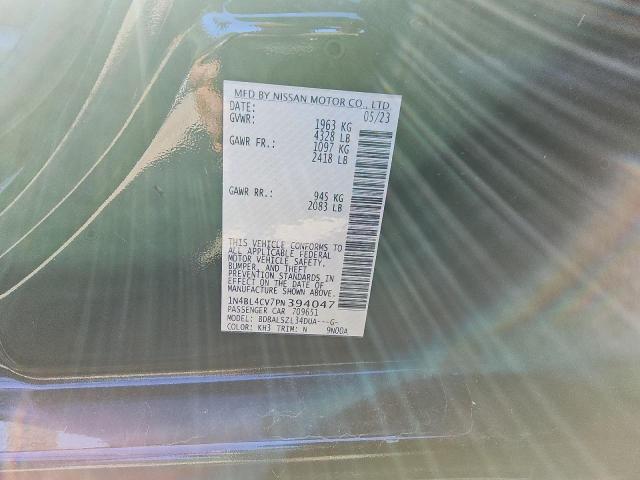 MFD BY NISSAN MOTOR CO., LTD
DATE: 05/23
GVWR: 1963 KG
4328 LB
GAWR FR.: 1097 KG
2418 LB
GAWR RR.: 945 KG
2083 LB
THIS VEHICLE CONFORMS TO
ALL APPLICABLE FEDERAL
MOTOR VEHICLE SAFETY,
BUMPER, AND THEFT
PREVENTION STANDARDS IN
EFFECT ON THE DATE OF
MANUFACTURE SHOWN ABOVE.
1N4BL4CV7PN394047
PASSENGER CAR 709651
MODEL: BDBALSZL34DUA---G-
COLOR: KH3 TRIM: N 9N00A